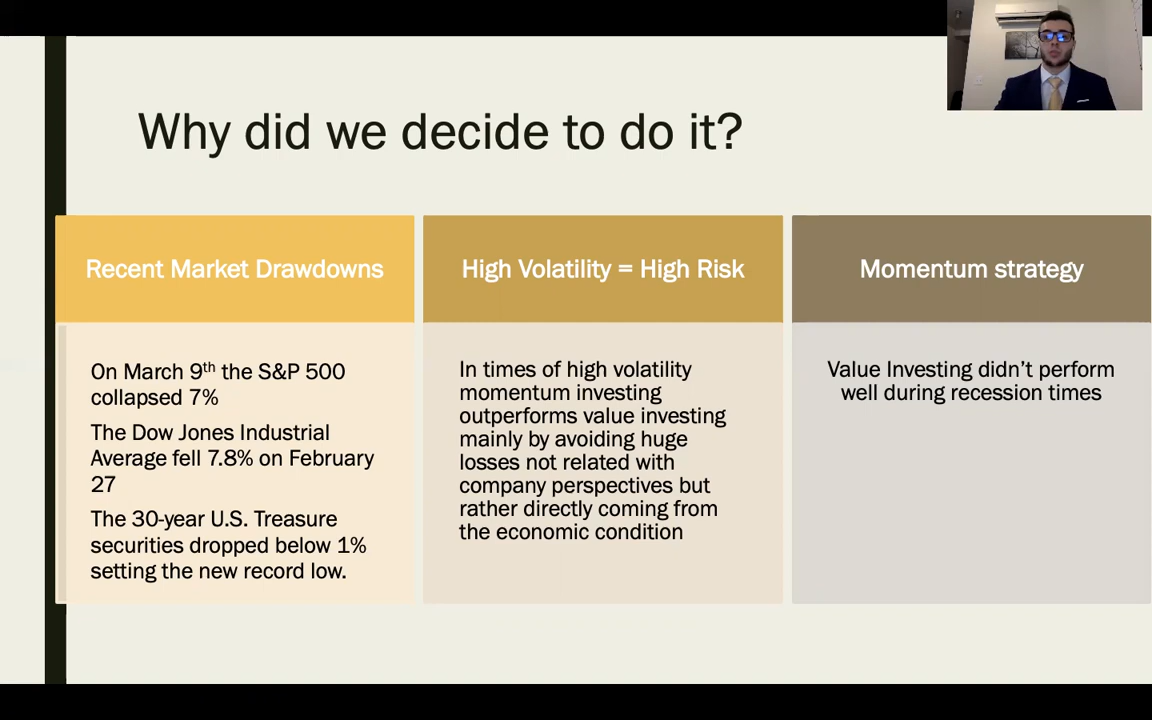 Why did we decide to do it?
Recent Market Drawdowns
On March 9th the S&P 500
collapsed 7%
The Dow Jones Industrial
Average fell 7.8% on February
27
The 30-year U.S. Treasure
securities dropped below 1%
setting the new record low.
High Volatility = High Risk
In times of high volatility
momentum investing
outperforms value investing
mainly by avoiding huge
losses not related with
company perspectives but
rather directly coming from
the economic condition
Momentum strategy
Value Investing didn’t perform
well during recession times